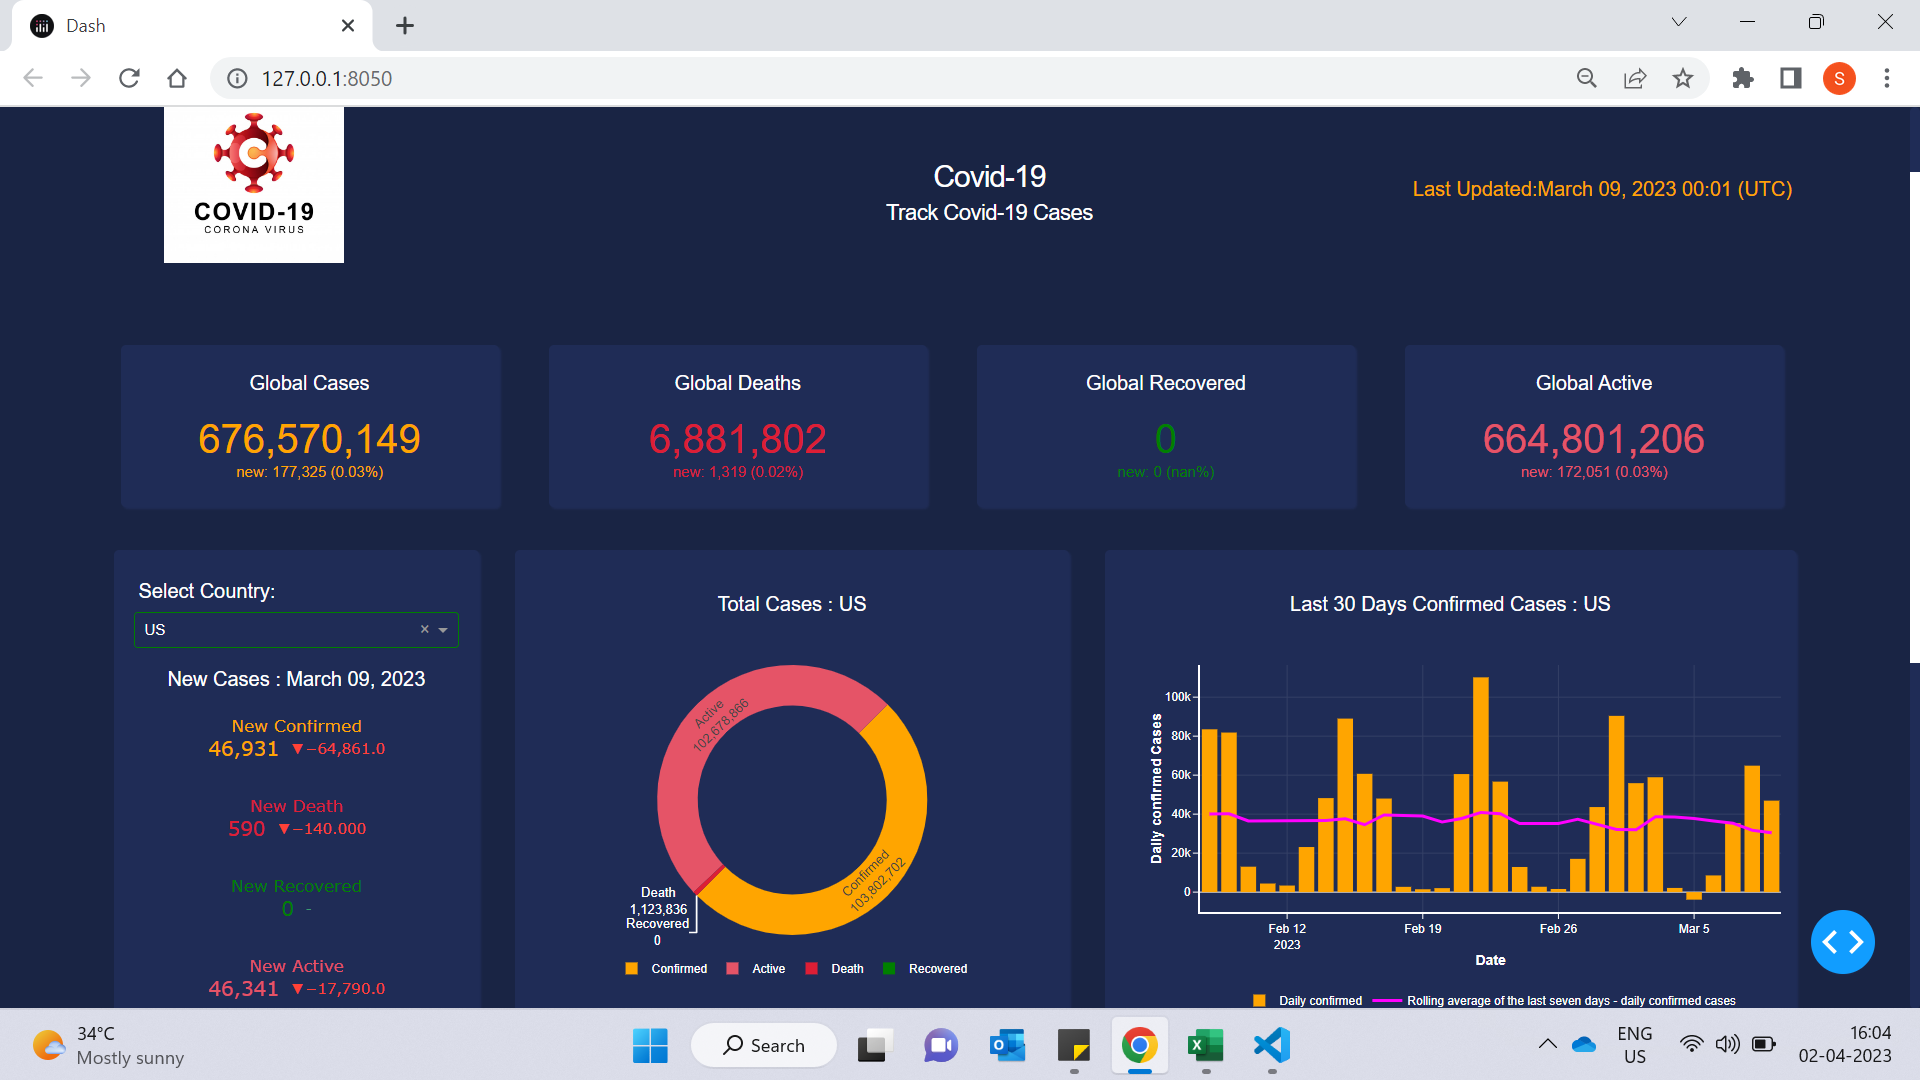 Dash
127.0.0.1:8050
S
COVID-19
CORONA VIRUS
Covid-19
Track Covid-19 Cases
Last Updated:March 09, 2023 00:01 (UTC)
Global Cases
676,570,149
new: 177,325 (0.03%)
Global Deaths
6,881,802
new: 1,319 (0.02%)
Global Recovered
0
new: 0 (nan%)
Global Active
664,801,206
new: 172,051 (0.03%)
Select Country:
US
New Cases : March 09, 2023
New Confirmed
46,931 ▼−64,861.0
New Death
590 ▼−140.000
New Recovered
0 -
New Active
46,341 ▼−17,790.0
Total Cases : US
Active
102,678,866
Confirmed
103,802,702
Death
1,123,836
Recovered
0
Confirmed Active Death Recovered
Last 30 Days Confirmed Cases : US
Daily confirmed Cases
100k
80k
60k
40k
20k
0
Feb 12 Feb 19 Feb 26 Mar 5
2023
Date
Daily confirmed Rolling average of the last seven days - daily confirmed cases
34°C
Mostly sunny
Search
ENG
US
16:04
02-04-2023